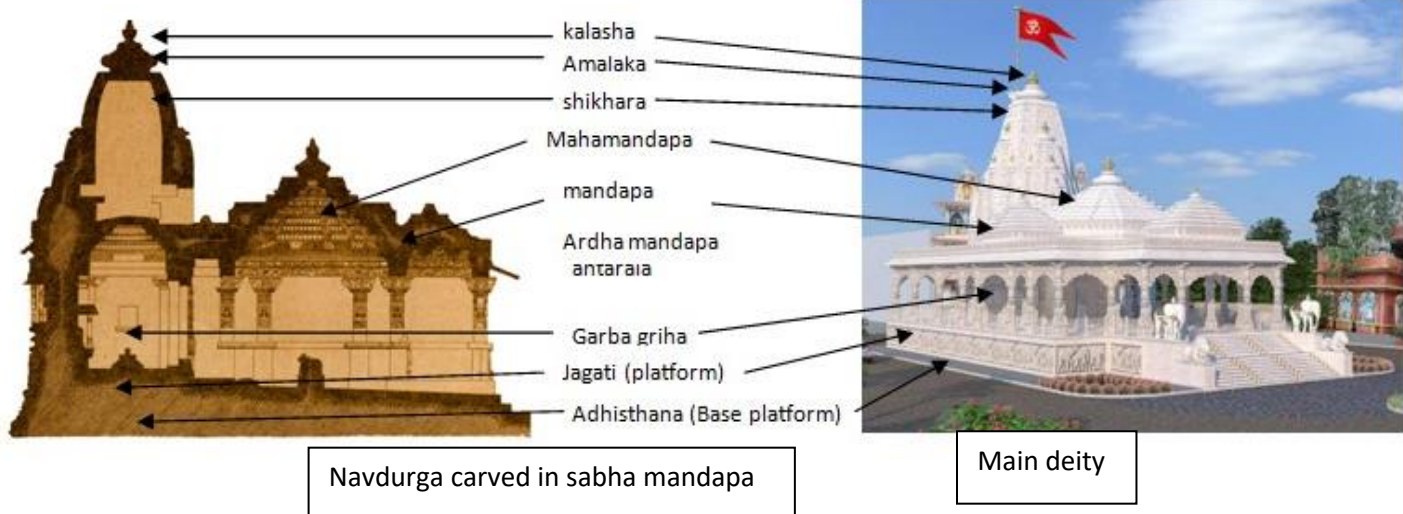 kalasha
Amalaka
shikhara
Mahamandapa
mandapa
Ardha mandapa
antarala
Garba griha
Jagati (platform)
Adhisthana (Base platform)
ॐ
Navdurga carved in sabha mandapa
Main deity